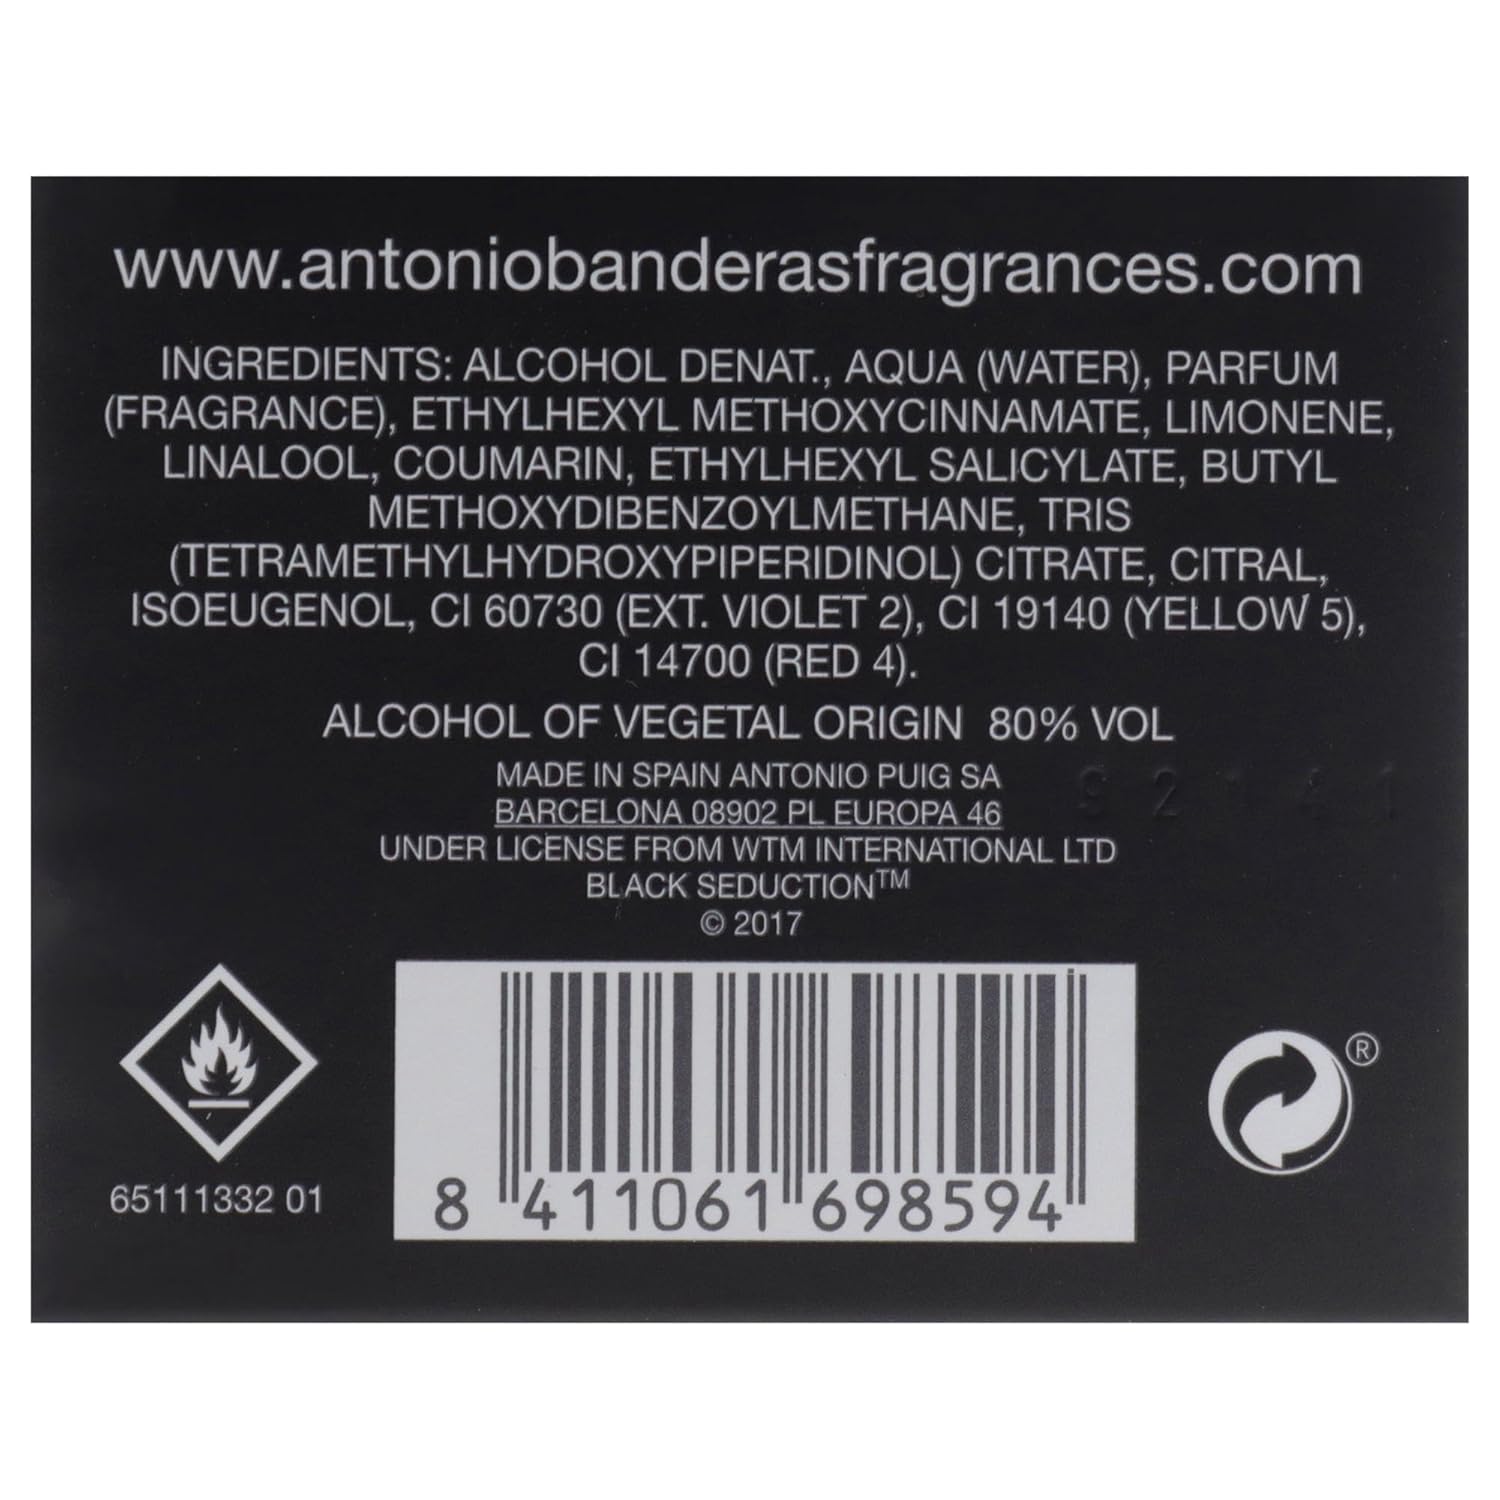 www.antoniobanderasfragrances.com
INGREDIENTS: ALCOHOL DENAT., AQUA (WATER), PARFUM
(FRAGRANCE), ETHYLHEXYL METHOXYCINNAMATE, LIMONENE,
LINALOOL, COUMARIN, ETHYLHEXYL SALICYLATE, BUTYL
METHOXYDIBENZOYLMETHANE, TRIS
(TETRAMETHYLHYDROXYPIPERIDINOL) CITRATE, CITRAL,
ISOEUGENOL, CI 60730 (EXT. VIOLET 2), CI 19140 (YELLOW 5),
CI 14700 (RED 4).
ALCOHOL OF VEGETAL ORIGIN 80% VOL
MADE IN SPAIN ANTONIO PUIG SA
BARCELONA 08902 PL EUROPA 46
UNDER LICENSE FROM WTM INTERNATIONAL LTD
BLACK SEDUCTION™
© 2017
®
65111332 01
8 411061 698594